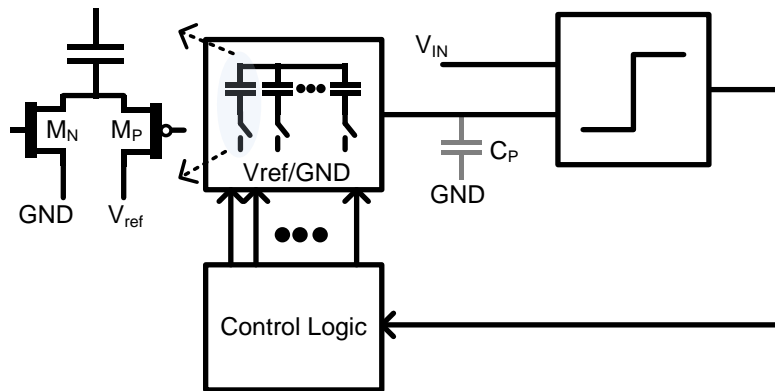 V_IN
M_N
M_P
Vref/GND
C_P
GND
GND
V_ref
Control Logic